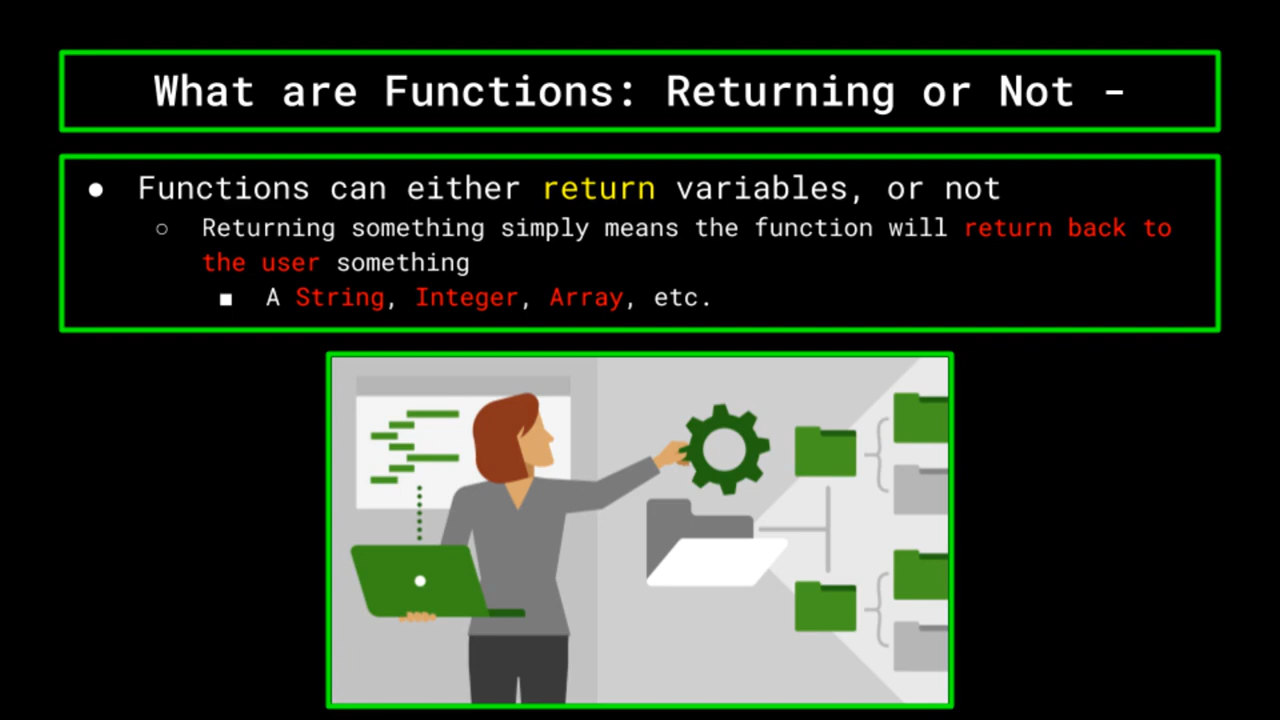 What are Functions: Returning or Not -
● Functions can either return variables, or not
○ Returning something simply means the function will return back to
the user something
■ A String, Integer, Array, etc.